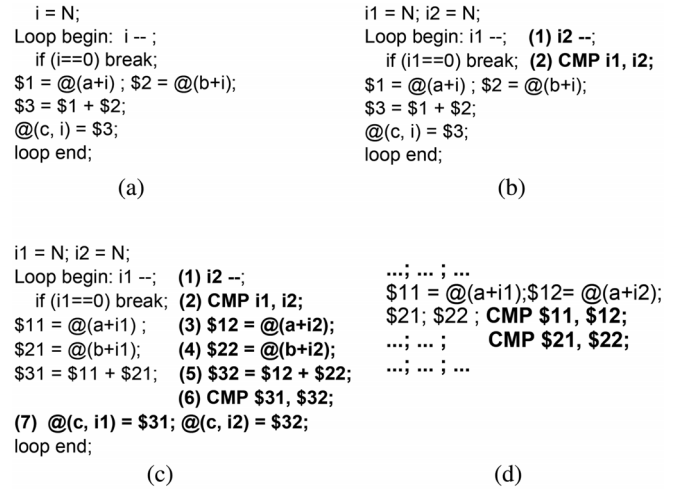 i = N;
Loop begin: i -- ;
if (i==0) break;
$1 = @(a+i) ; $2 = @(b+i);
$3 = $1 + $2;
@(c, i) = $3;
loop end;
(a)
i1 = N; i2 = N;
Loop begin: i1 --; (1) i2 --;
if (i1==0) break; (2) CMP i1, i2;
$1 = @(a+i) ; $2 = @(b+i);
$3 = $1 + $2;
@(c, i) = $3;
loop end;
(b)
i1 = N; i2 = N;
Loop begin: i1 --; (1) i2 --;
if (i1==0) break; (2) CMP i1, i2;
$11 = @(a+i1) ; (3) $12 = @(a+i2);
$21 = @(b+i1); (4) $22 = @(b+i2);
$31 = $11 + $21; (5) $32 = $12 + $22;
(6) CMP $31, $32;
(7) @(c, i1) = $31; @(c, i2) = $32;
loop end;
(c)
...; ... ; ...
$11 = @(a+i1);$12= @(a+i2);
$21; $22 ; CMP $11, $12;
...; ... ; CMP $21, $22;
...; ... ; ...
(d)